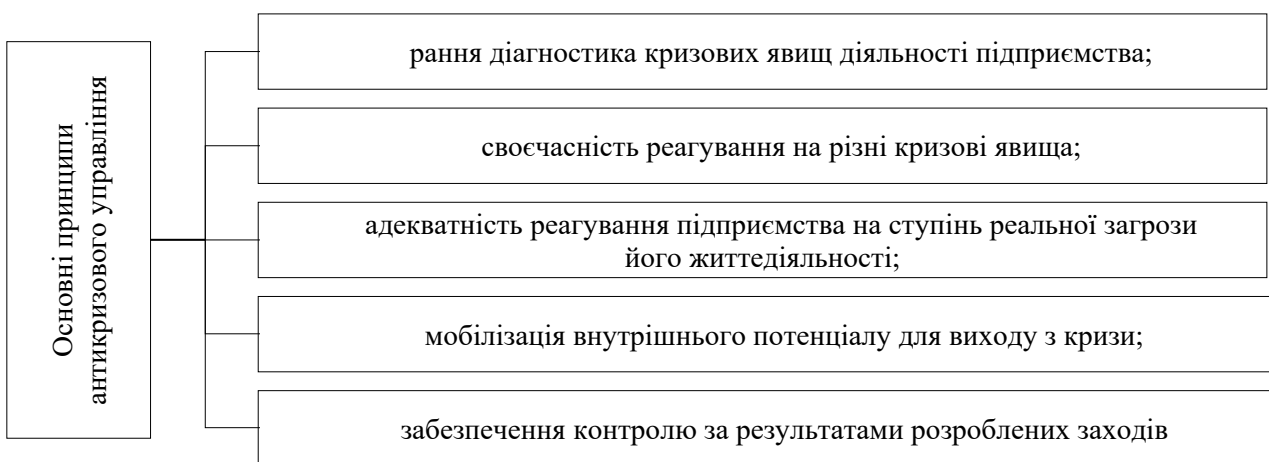 Основні принципи
антикризового управління
рання діагностика кризових явищ діяльності підприємства;
своєчасність реагування на різні кризові явища;
адекватність реагування підприємства на ступінь реальної загрози
його життедіяльності;
мобілізація внутрішнього потенціалу для виходу з кризи;
забезпечення контролю за результатами розроблених заходів